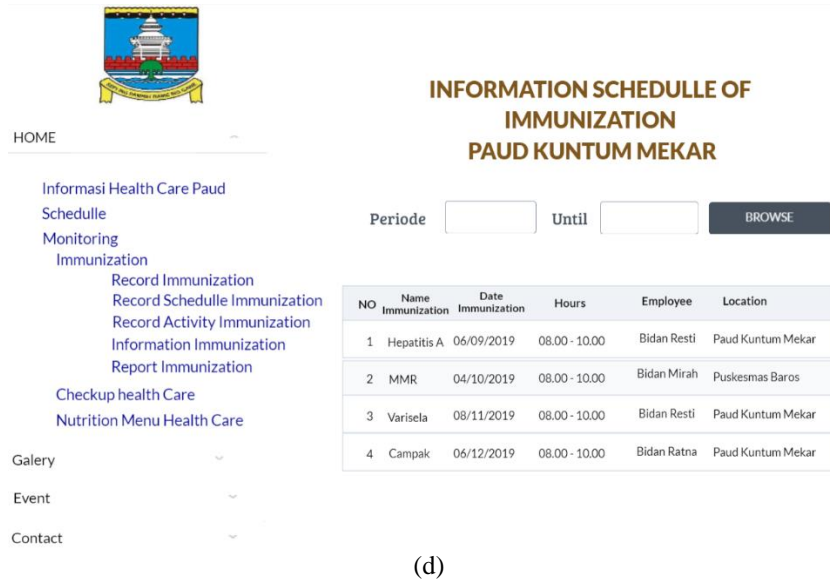 HOME
Informasi Health Care Paud
Schedulle
Monitoring
Immunization
Record Immunization
Record Schedulle Immunization
Record Activity Immunization
Information Immunization
Report Immunization
Checkup health Care
Nutrition Menu Health Care
Galery
Event
Contact
INFORMATION SCHEDULLE OF
IMMUNIZATION
PAUD KUNTUM MEKAR
Periode Until BROWSE
NO Name Immunization Date Immunization Hours Employee Location
1 Hepatitis A 06/09/2019 08.00 - 10.00 Bidan Resti Paud Kuntum Mekar
2 MMR 04/10/2019 08.00 - 10.00 Bidan Mirah Puskesmas Baros
3 Varisela 08/11/2019 08.00 - 10.00 Bidan Resti Paud Kuntum Mekar
4 Campak 06/12/2019 08.00 - 10.00 Bidan Ratna Paud Kuntum Mekar
(d)